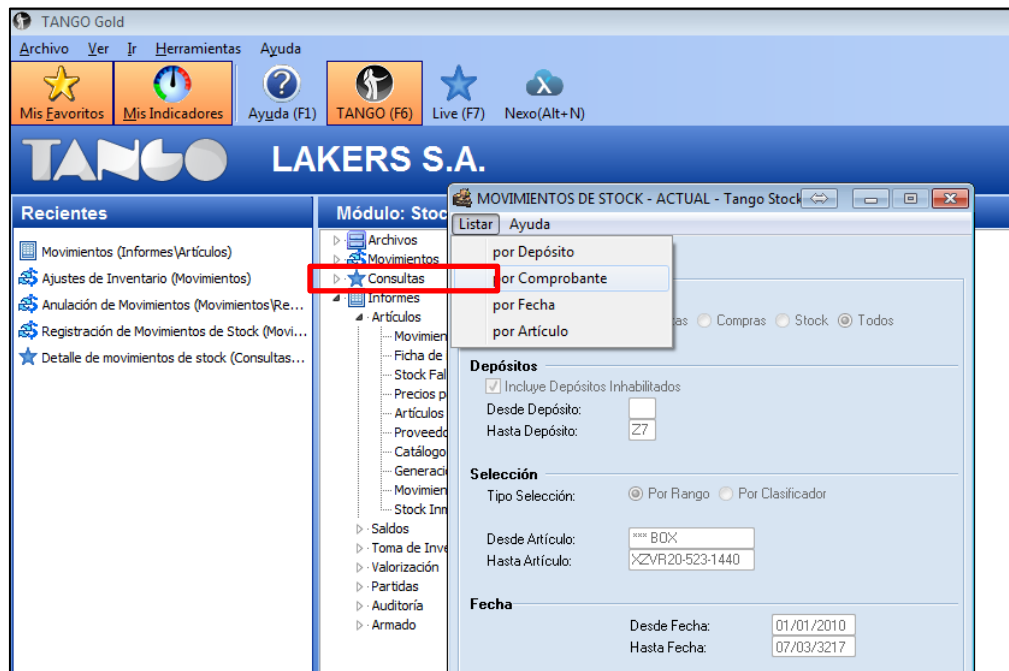 TANGO Gold
Archivo Ver Ir Herramientas Ayuda
Mis Favoritos Mis Indicadores Ayuda (F1) TANGO (F6) Live (F7) Nexo(Alt+N)
TANGO LAKERS S.A.
Recientes
Movimientos (Informes\Artículos)
Ajustes de Inventario (Movimientos)
Anulación de Movimientos (Movimientos\Re...
Registración de Movimientos de Stock (Movi...
Detalle de movimientos de stock (Consultas...
Módulo: Stoc
Archivos
Movimientos
Consultas
Informes
Artículos
Movimien
Ficha de
Stock Fal
Precios p
Artículos
Proveedo
Catálogo
Generaci
Movimien
Stock Inm
Saldos
Toma de Inve
Valorización
Partidas
Auditoría
Armado
MOVIMIENTOS DE STOCK - ACTUAL - Tango Stock
Listar Ayuda
por Depósito
por Comprobante
por Fecha
por Artículo
tas Compras Stock Todos
Depósitos
Incluye Depósitos Inhabilitados
Desde Depósito:
Hasta Depósito: Z7
Selección
Tipo Selección: Por Rango Por Clasificador
Desde Artículo: *** BOX
Hasta Artículo: XZVR20-523-1440
Fecha
Desde Fecha: 01/01/2010
Hasta Fecha: 07/03/3217